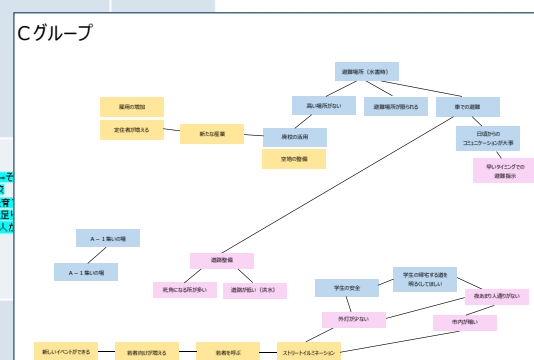 Cグループ
避難場所（水害時）
雇用の増加
高い場所がない
避難場所が限られる
車での避難
定住者が増える
新たな産業
廃校の活用
日頃からの
コミュニケーションが大事
空地の整備
早いタイミングでの
避難指示
A－1集いの場
A－1集いの場
道路整備
死角になる所が多い
道路が低い（洪水）
学生の安全
学生の帰宅する道を
明るくしてほしい
夜あまり人通りがない
外灯が少ない
市内が暗い
新しいイベントができる
若者向けが増える
若者を呼ぶ
ストリートイルミネーション